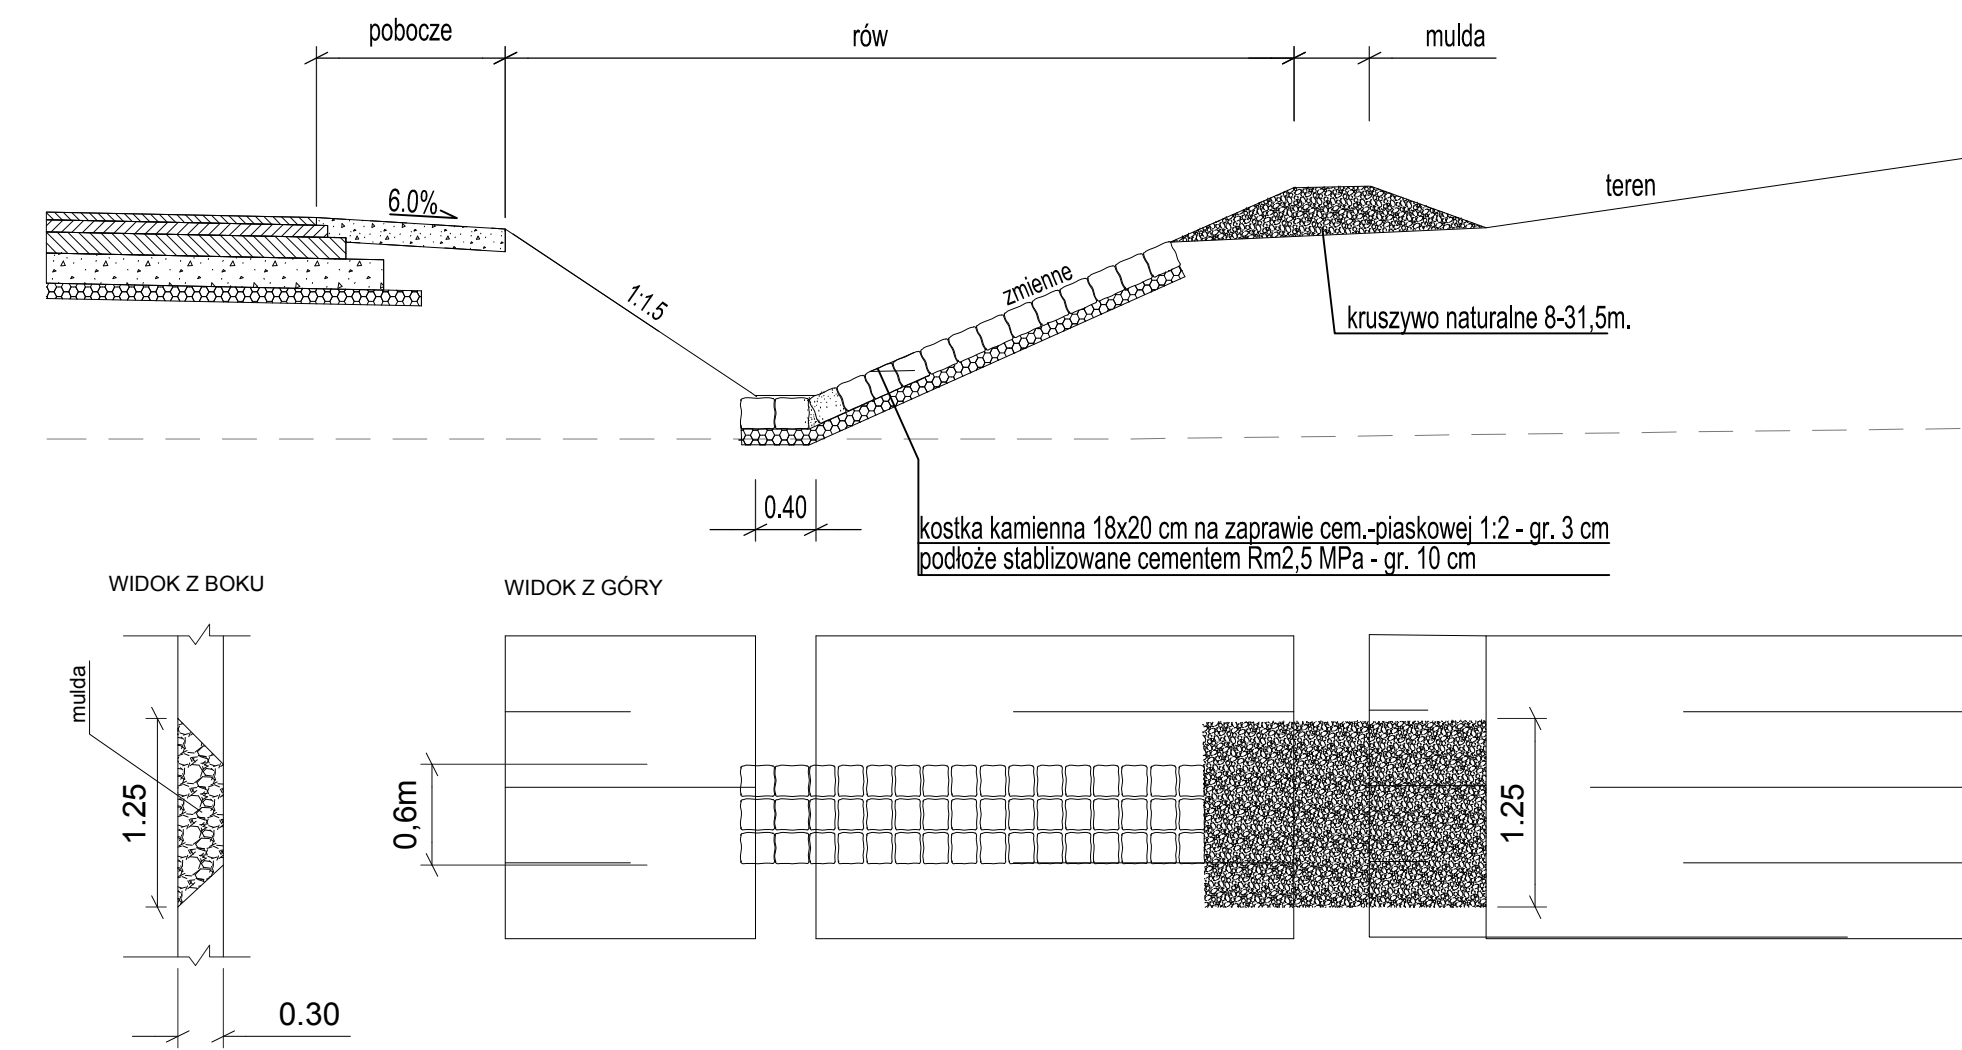 pobocze
rów
mulda
6.0%
teren
1:1.5
zmienne
kruszywo naturalne 8-31,5m.
0.40
kostka kamienna 18x20 cm na zaprawie cem.-piaskowej 1:2 - gr. 3 cm
podłoże stablizowane cementem Rm2,5 MPa - gr. 10 cm
WIDOK Z BOKU
WIDOK Z GÓRY
mulda
1.25
0,6m
1.25
0.30